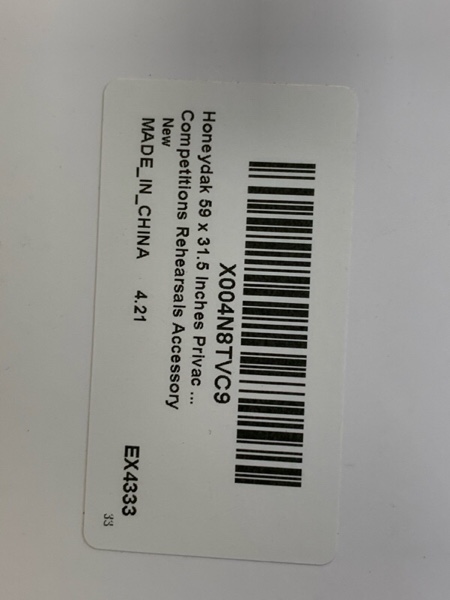 X004N8TVC9
Honeydak 59 x 31.5 Inches Privac ...
Competitions Rehearsals Accessory
New
MADE_IN_CHINA 4.21 EX4333
33